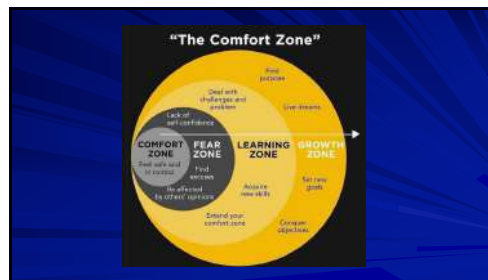 "The Comfort Zone"
Find
purpose
Deal with
challenges and
problem
Live dreams
Lack of
self-confidence
COMFORT
ZONE
Feel safe and
in control
FEAR
ZONE
Find
excuses
Be affected
by others' opinions
LEARNING
ZONE
Acquire
new skills
Extend your
comfort zone
GROWTH
ZONE
Set new
goals
Conquer
objectives